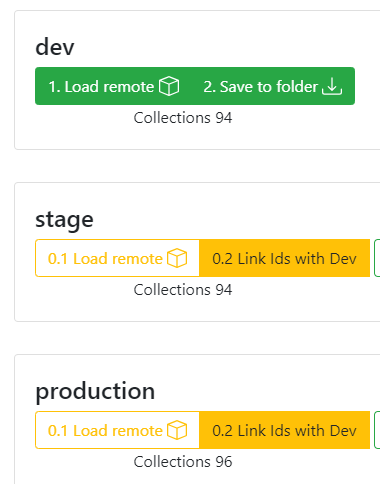 dev
1. Load remote 2. Save to folder
Collections 94
stage
0.1 Load remote 0.2 Link Ids with Dev
Collections 94
production
0.1 Load remote 0.2 Link Ids with Dev
Collections 96